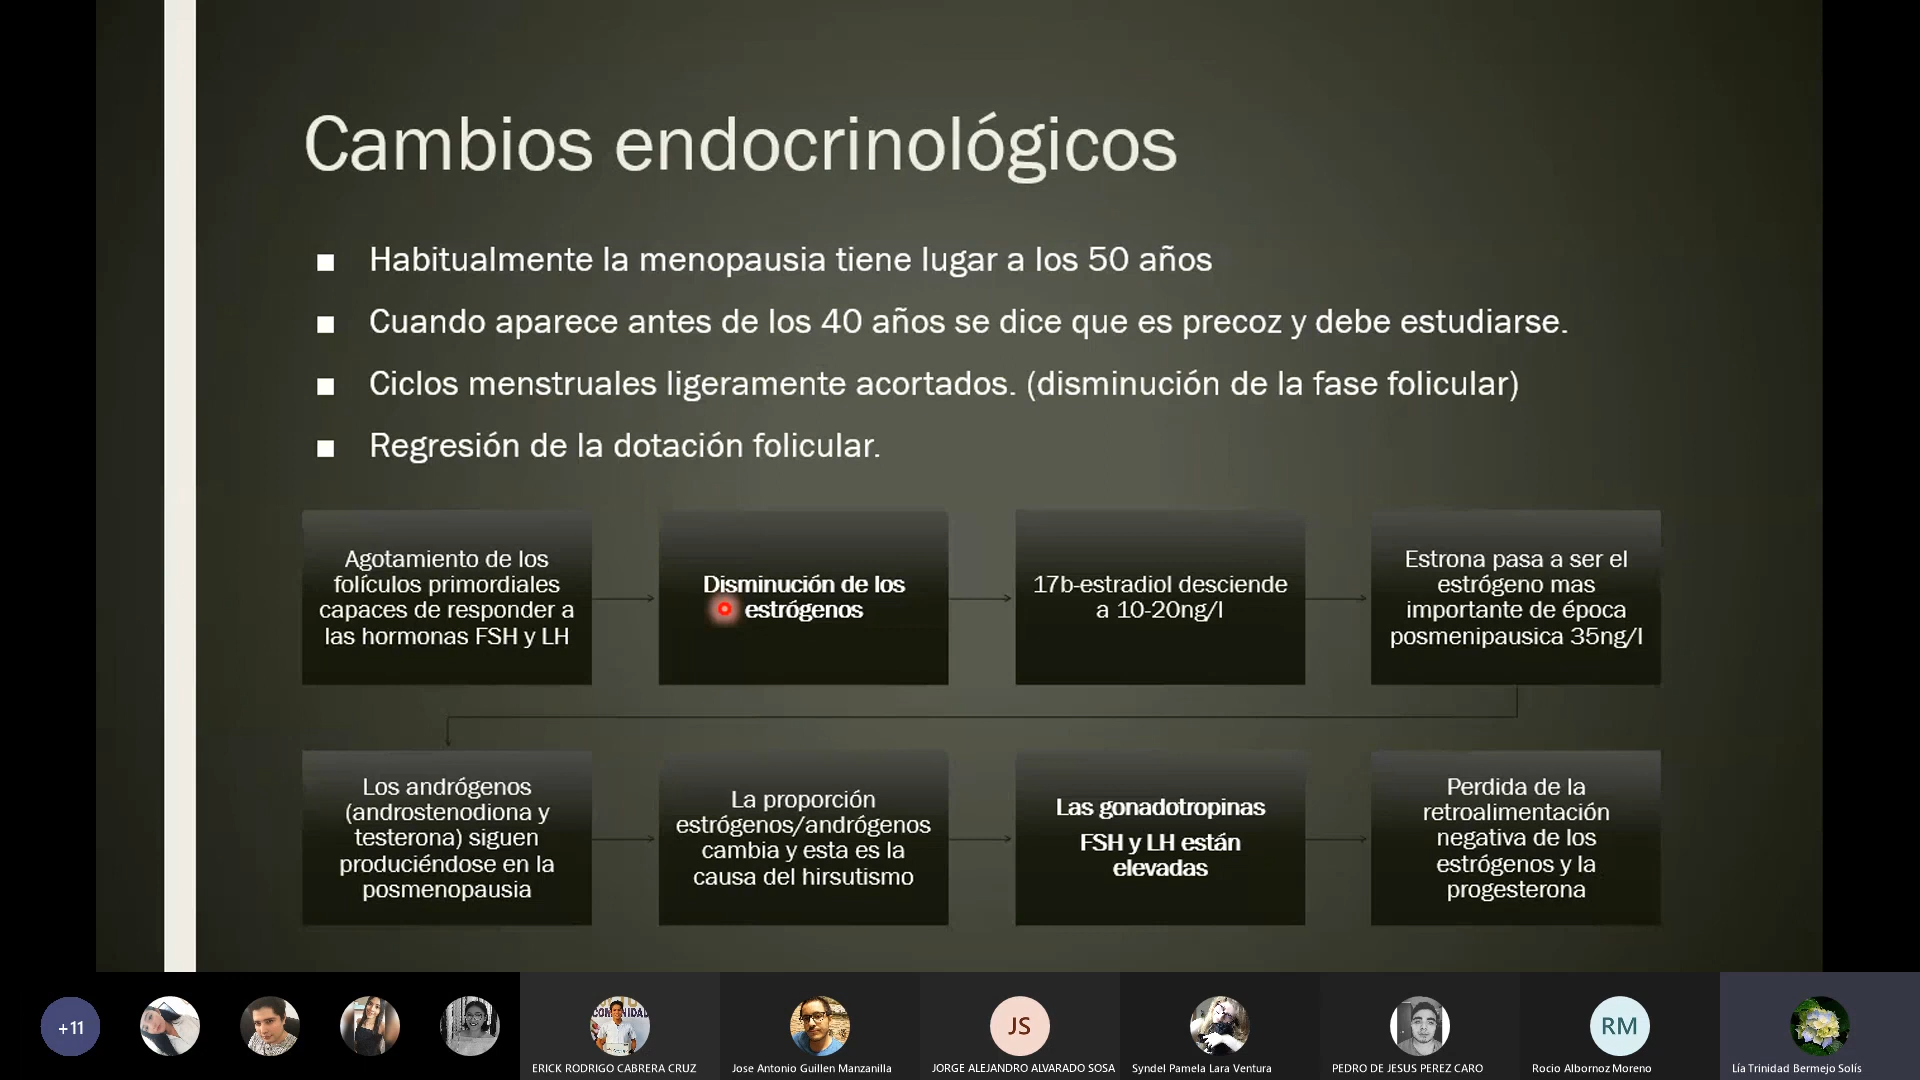 Cambios endocrinológicos
■ Habitualmente la menopausia tiene lugar a los 50 años
■ Cuando aparece antes de los 40 años se dice que es precoz y debe estudiarse.
■ Ciclos menstruales ligeramente acortados. (disminución de la fase folicular)
■ Regresión de la dotación folicular.
Agotamiento de los
folículos primordiales
capaces de responder a
las hormonas FSH y LH
Disminución de los
estrógenos
17b-estradiol desciende
a 10-20ng/l
Estrona pasa a ser el
estrógeno mas
importante de época
posmenipausica 35ng/l
Los andrógenos
(androstenodiona y
testerona) siguen
produciéndose en la
posmenopausia
La proporción
estrógenos/andrógenos
cambia y esta es la
causa del hirsutismo
Las gonadotropinas
FSH y LH están
elevadas
Perdida de la
retroalimentación
negativa de los
estrógenos y la
progesterona
+11
COMUNIDAD
JS
RM
ERICK RODRIGO CABRERA CRUZ
Jose Antonio Guillen Manzanilla
JORGE ALEJANDRO ALVARADO SOSA
Syndel Pamela Lara Ventura
PEDRO DE JESUS PEREZ CARO
Rocio Albornoz Moreno
Lía Trinidad Bermejo Solís